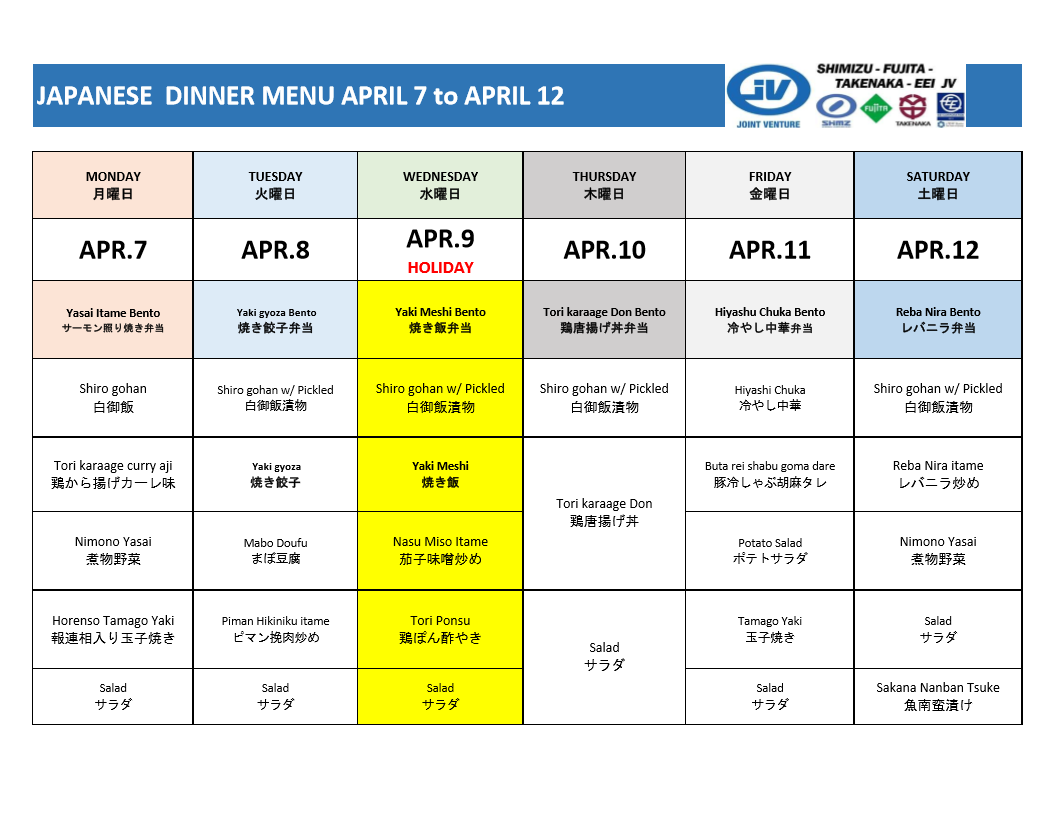 JAPANESE DINNER MENU APRIL 7 to APRIL 12
JV
JOINT VENTURE
SHIMIZU - FUJITA -
TAKENAKA - EEI JV
SHMZ
FUJITA
TAKENAKA
MONDAY
月曜日
TUESDAY
火曜日
WEDNESDAY
水曜日
THURSDAY
木曜日
FRIDAY
金曜日
SATURDAY
土曜日
APR.7
APR.8
APR.9
HOLIDAY
APR.10
APR.11
APR.12
Yasai Itame Bento
サーモン照り焼き弁当
Yaki gyoza Bento
焼き餃子弁当
Yaki Meshi Bento
焼き飯弁当
Tori karaage Don Bento
鶏唐揚げ丼弁当
Hiyashu Chuka Bento
冷やし中華弁当
Reba Nira Bento
レバニラ弁当
Shiro gohan
白御飯
Shiro gohan w/ Pickled
白御飯漬物
Shiro gohan w/ Pickled
白御飯漬物
Shiro gohan w/ Pickled
白御飯漬物
Hiyashi Chuka
冷やし中華
Shiro gohan w/ Pickled
白御飯漬物
Tori karaage curry aji
鶏から揚げカーレ味
Yaki gyoza
焼き餃子
Yaki Meshi
焼き飯
Tori karaage Don
鶏唐揚げ丼
Buta rei shabu goma dare
豚冷しゃぶ胡麻タレ
Reba Nira itame
レバニラ炒め
Nimono Yasai
煮物野菜
Mabo Doufu
まぼ豆腐
Nasu Miso Itame
茄子味噌炒め
Potato Salad
ポテトサラダ
Nimono Yasai
煮物野菜
Horenso Tamago Yaki
報連相入り玉子焼き
Piman Hikiniku itame
ピマン挽肉炒め
Tori Ponsu
鶏ぽん酢やき
Salad
サラダ
Tamago Yaki
玉子焼き
Salad
サラダ
Salad
サラダ
Salad
サラダ
Salad
サラダ
Salad
サラダ
Sakana Nanban Tsuke
魚南蛮漬け